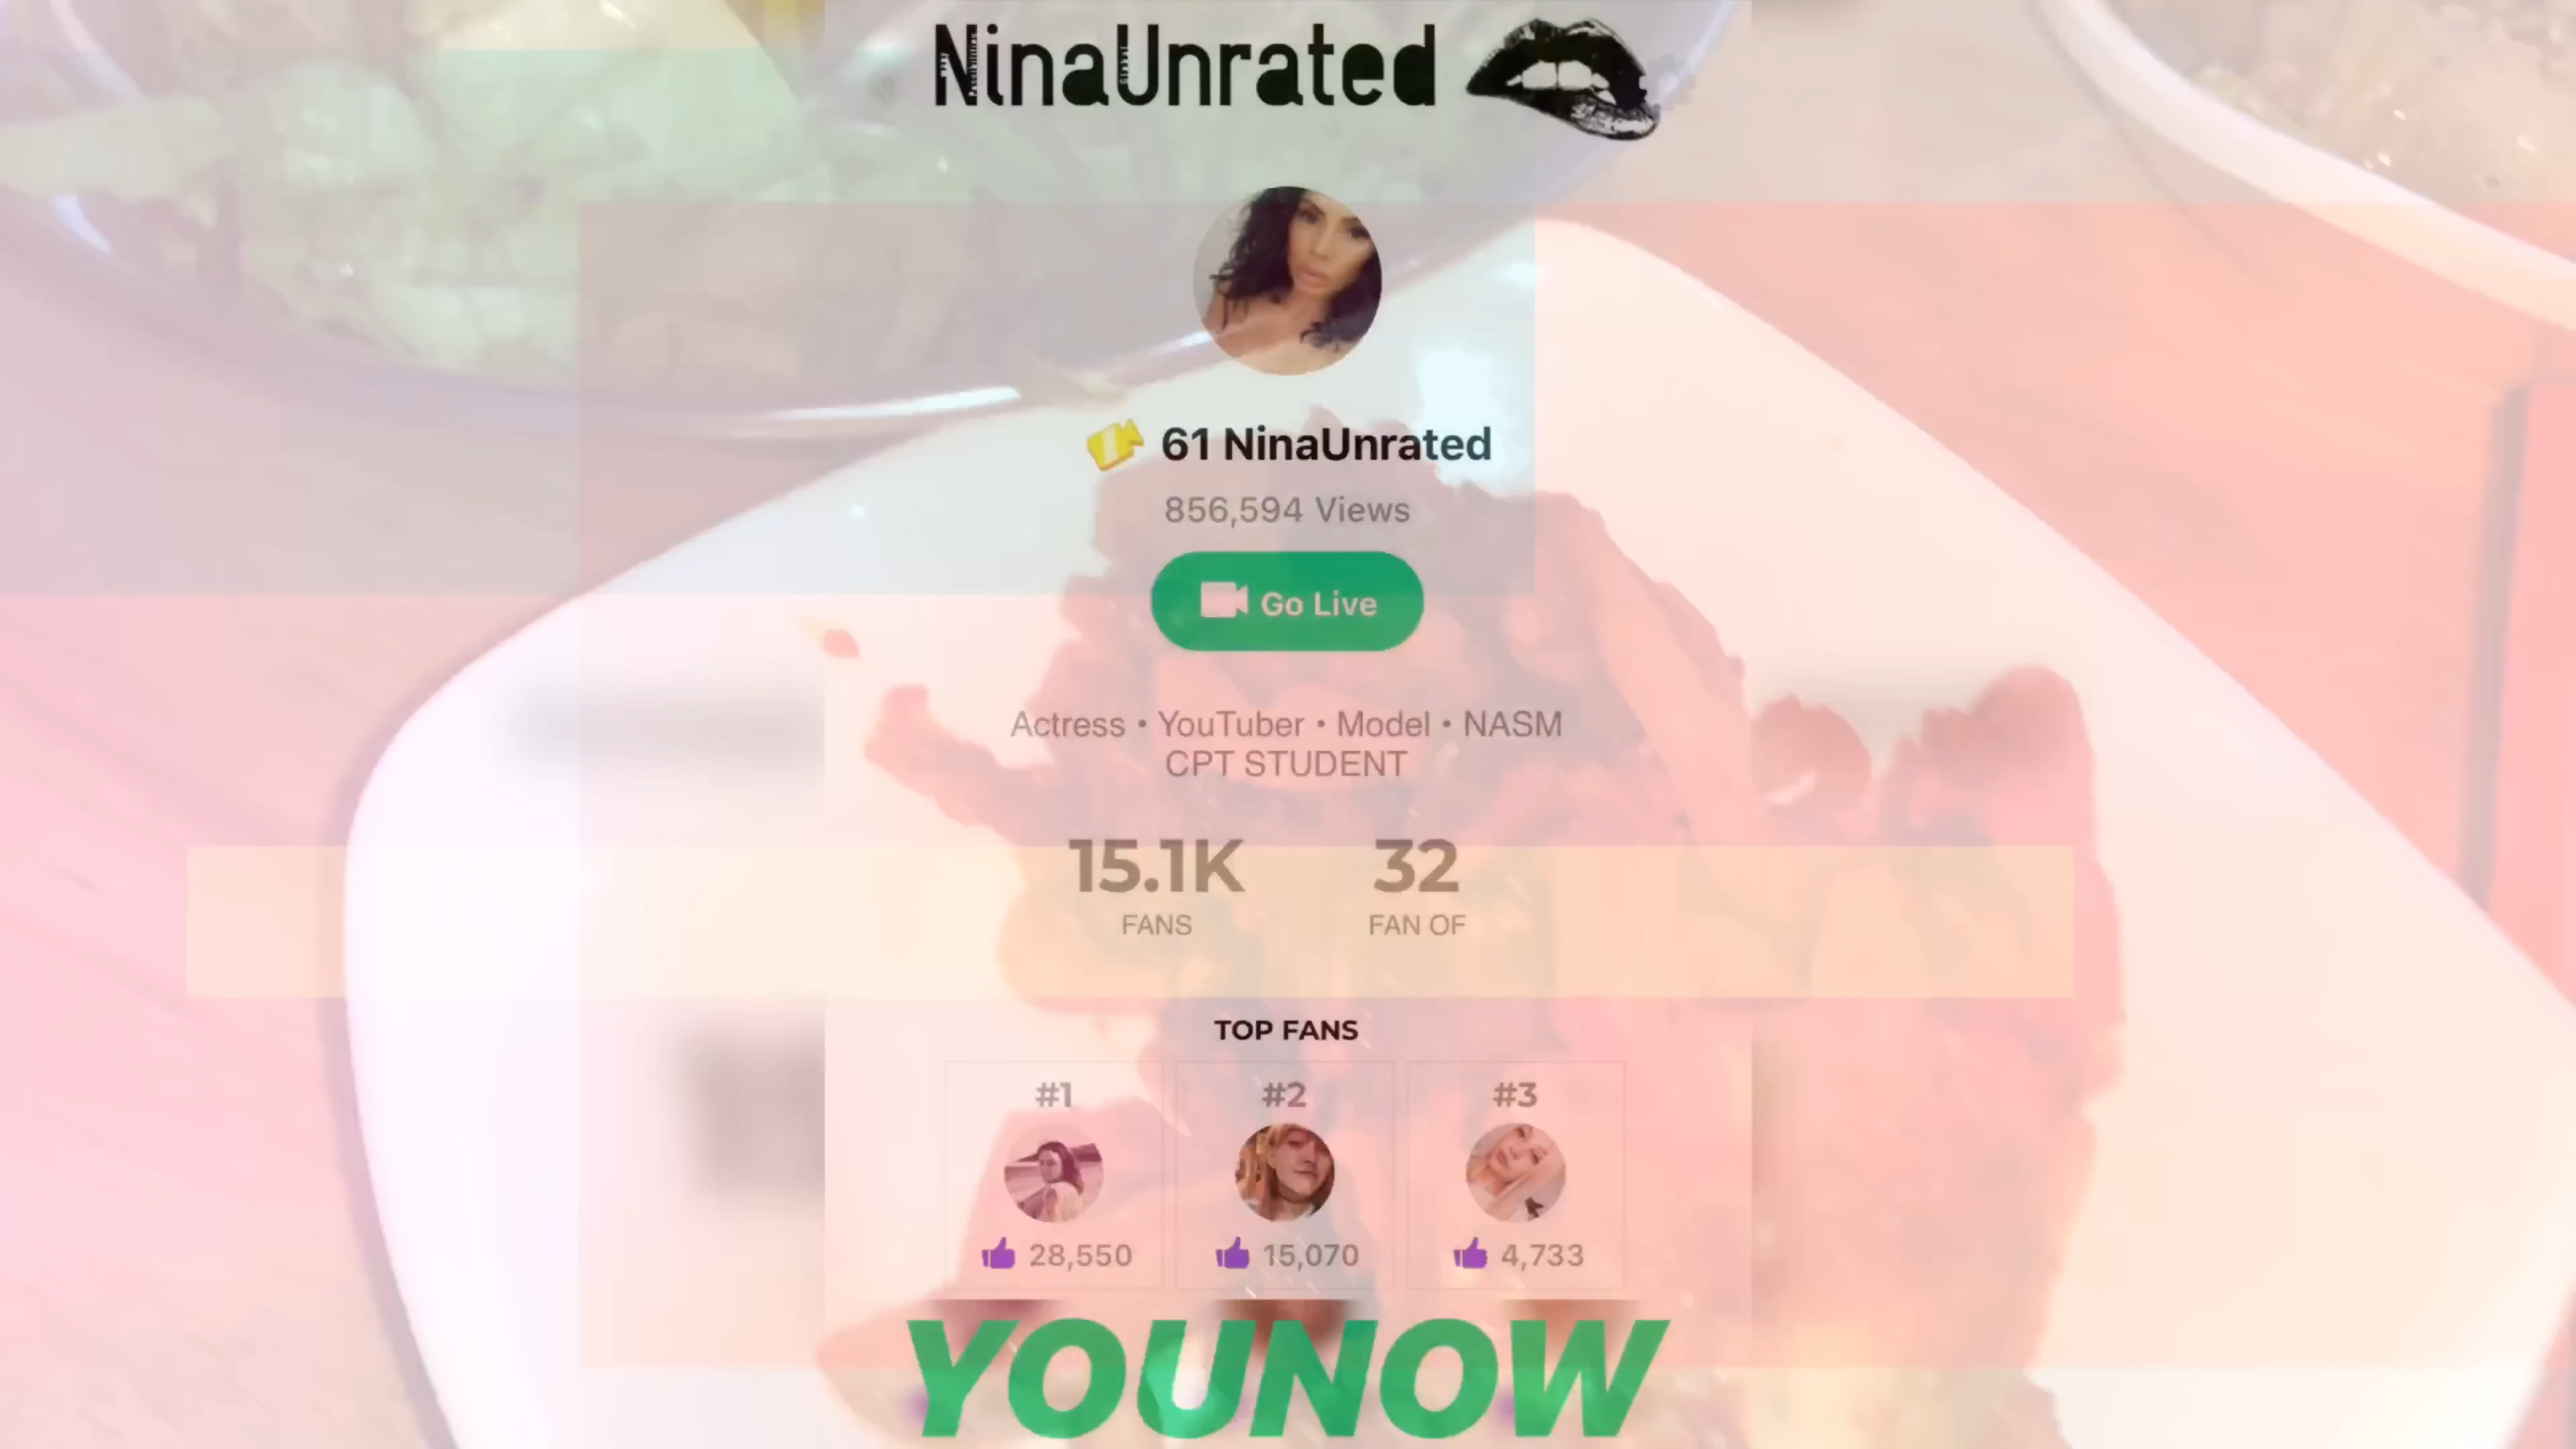 NinaUnrated
61 NinaUnrated
856,594 Views
Go Live
Actress • YouTuber • Model • NASM
CPT STUDENT
15.1K 32
FANS FAN OF
TOP FANS
#1 #2 #3
28,550 15,070 4,733
YOUNOW